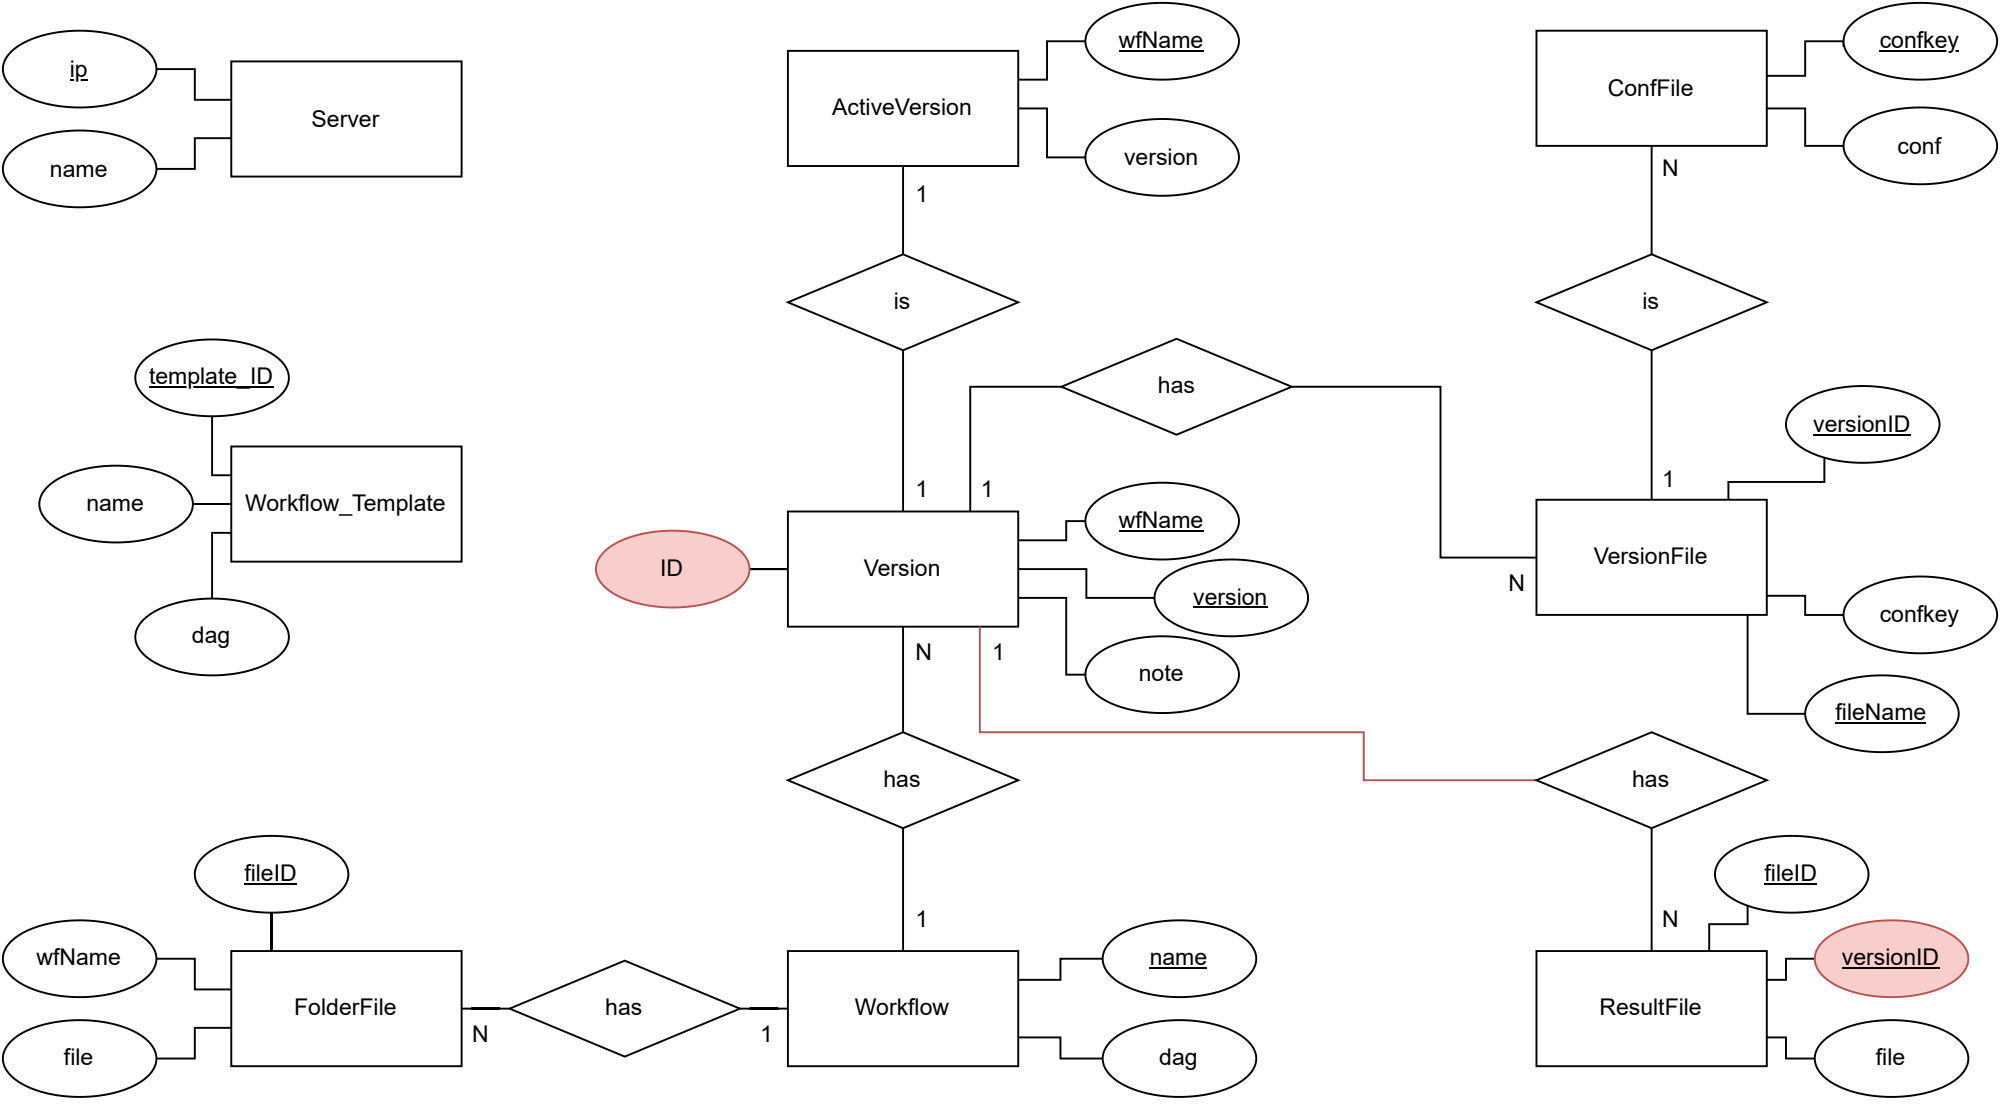 ip
name
Server
wfName
version
ActiveVersion
1
is
1
confkey
conf
ConfFile
N
is
1
template_ID
name
Workflow_Template
dag
has
1
N
ID
Version
wfName
version
note
N
1
versionID
VersionFile
confkey
fileName
has
1
has
N
fileID
wfName
file
FolderFile
N
has
1
Workflow
name
dag
fileID
versionID
file
ResultFile